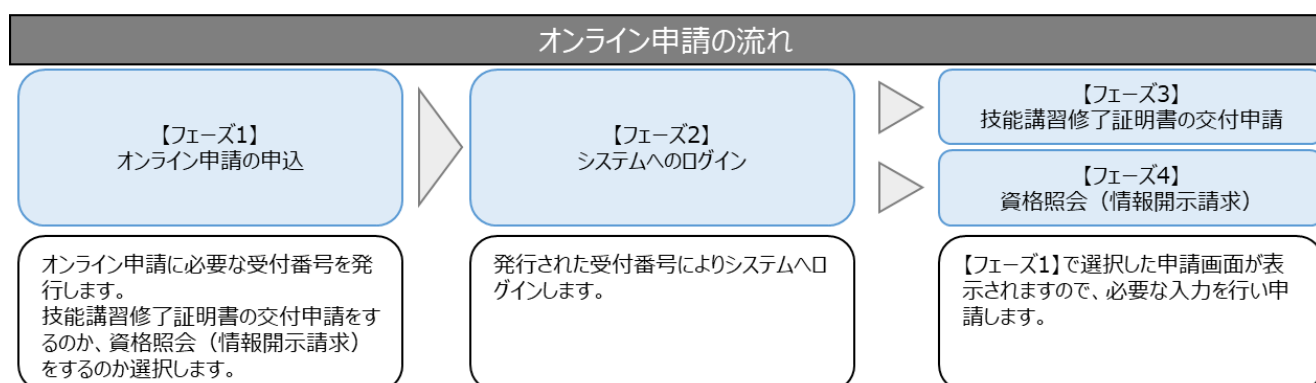 オンライン申請の流れ
【フェーズ1】
オンライン申請の申込
【フェーズ2】
システムへのログイン
【フェーズ3】
技能講習修了証明書の交付申請
【フェーズ4】
資格照会（情報開示請求）
オンライン申請に必要な受付番号を発
行します。
技能講習修了証明書の交付申請をす
るのか、資格照会（情報開示請求）
をするのか選択します。
発行された受付番号によりシステムへロ
グインします。
【フェーズ1】で選択した申請画面が表
示されますので、必要な入力を行い申
請します。